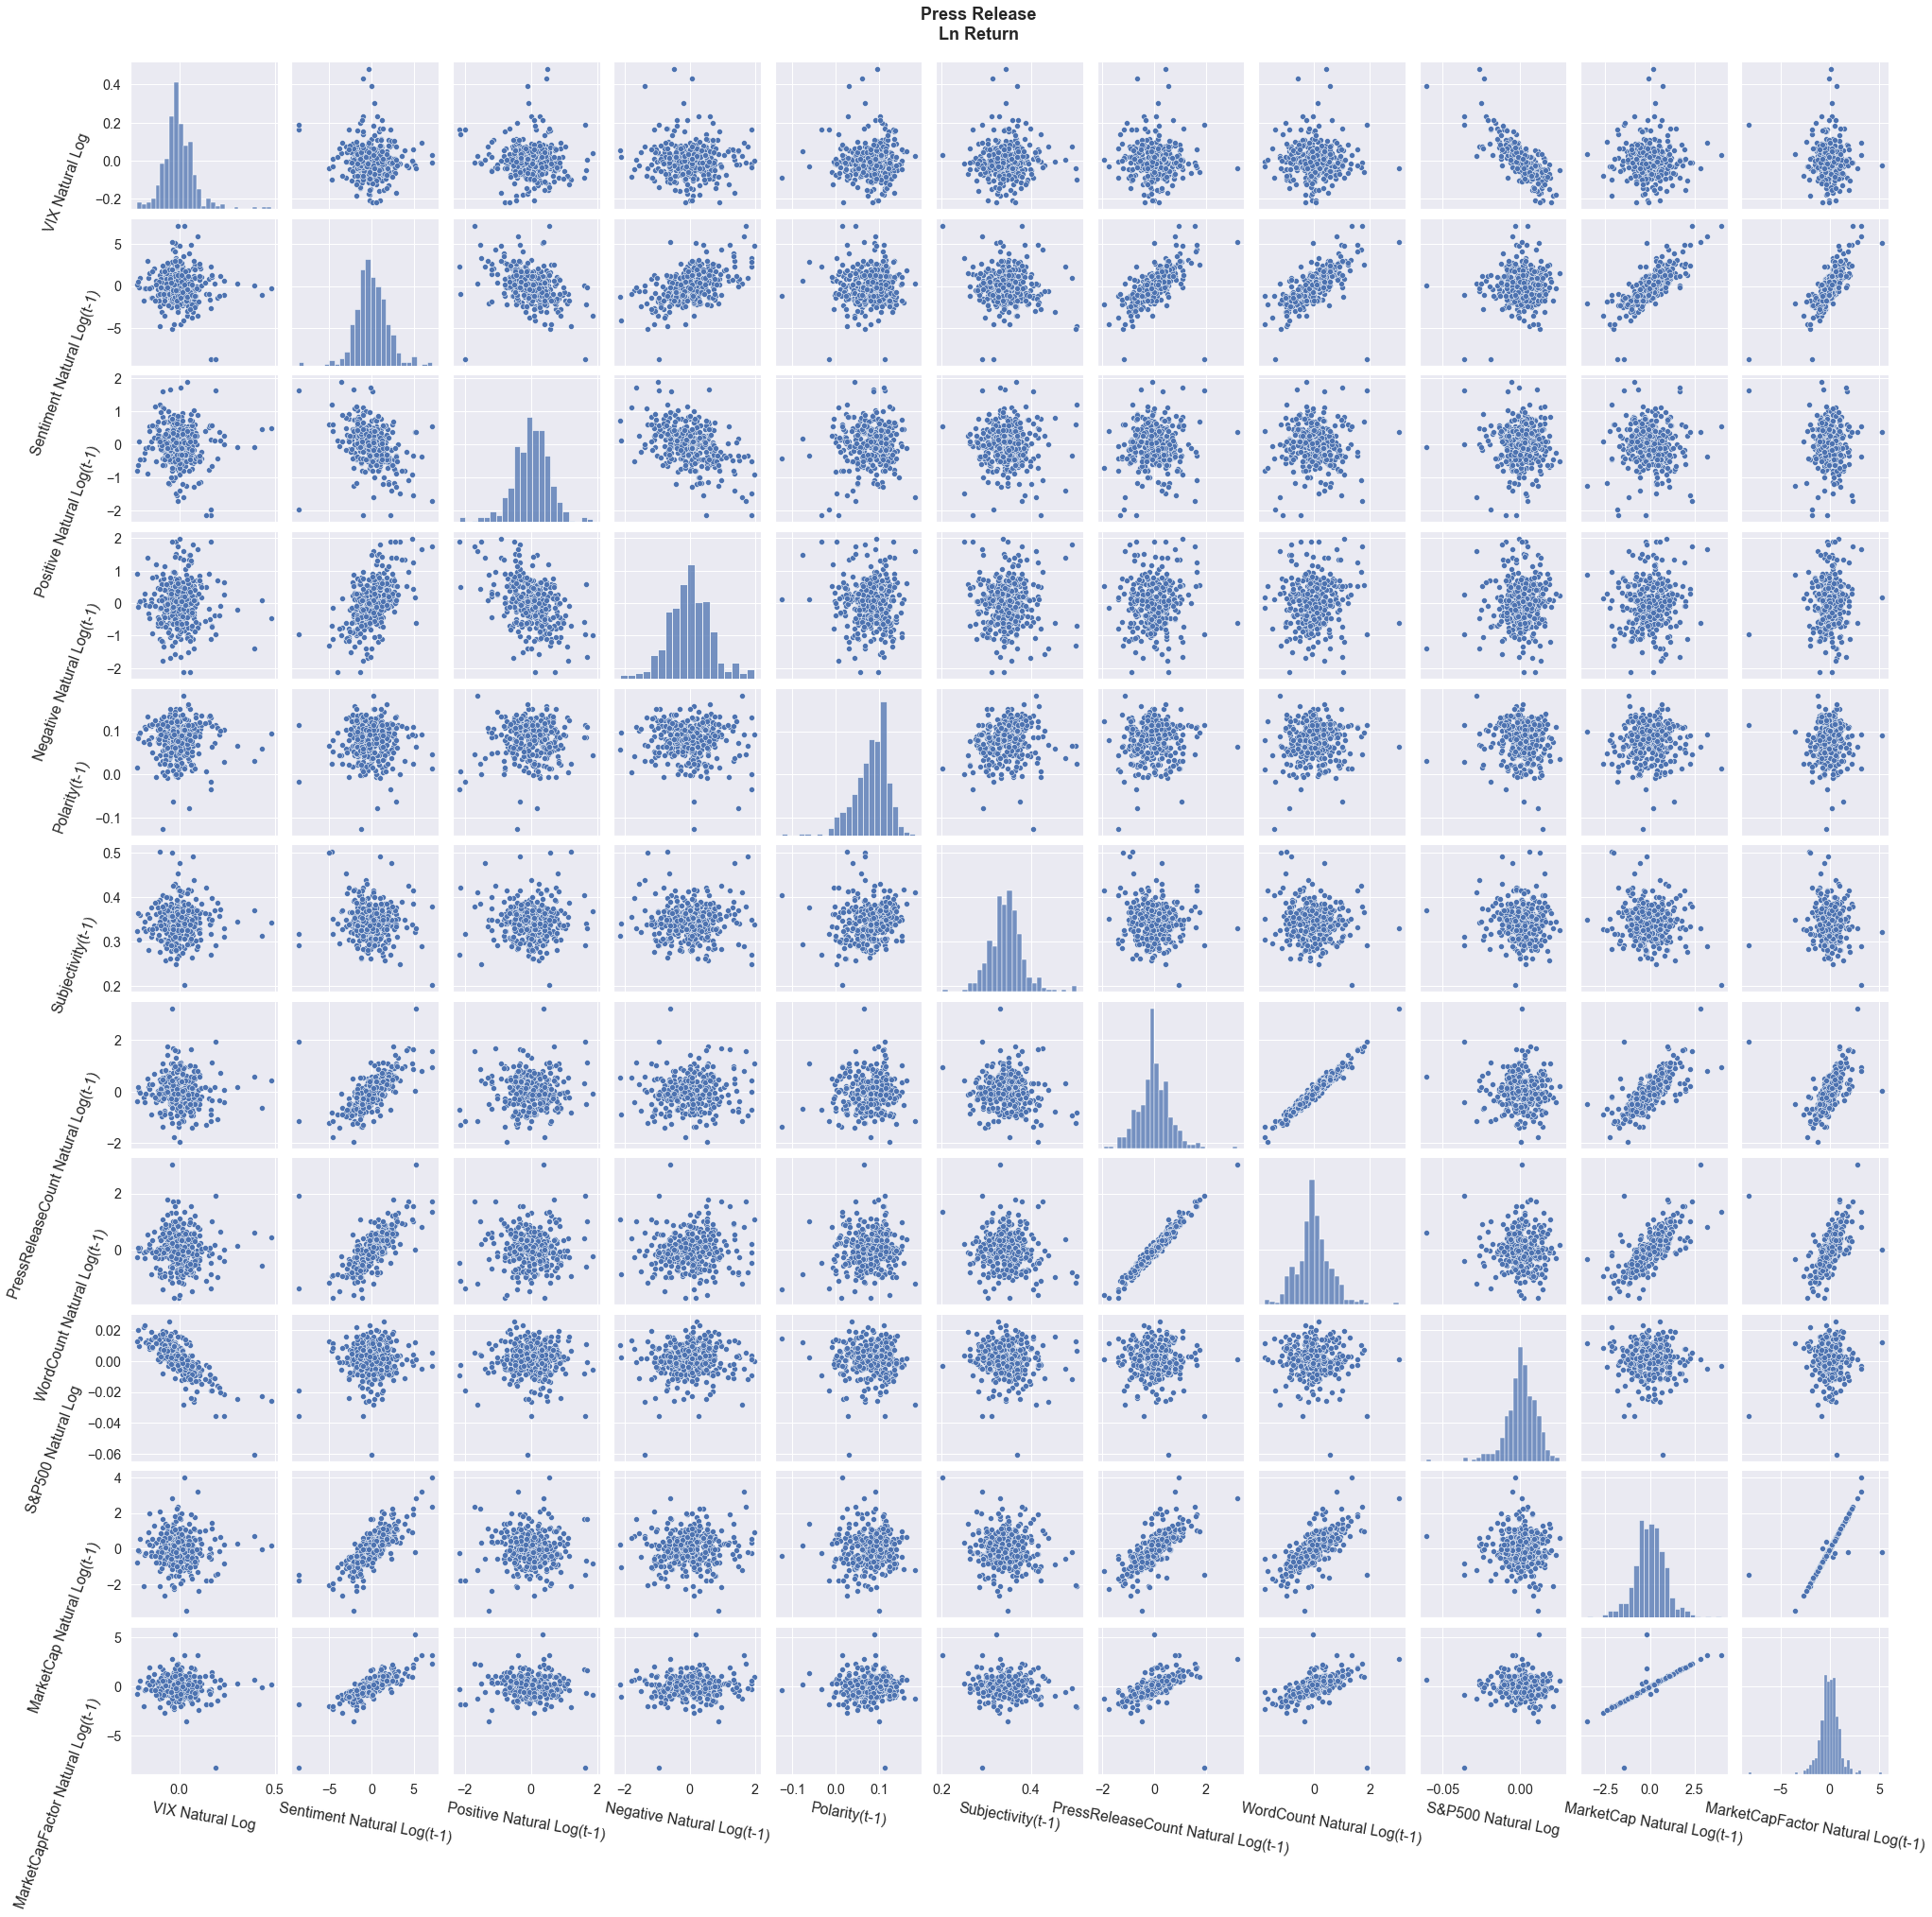 Press Release
Ln Return
VIX Natural Log
0.4
0.2
0.0
−0.2
Sentiment Natural Log(t-1)
5
0
−5
Positive Natural Log(t-1)
2
1
0
−1
−2
Negative Natural Log(t-1)
2
1
0
−1
−2
Polarity(t-1)
0.1
0.0
−0.1
Subjectivity(t-1)
0.5
0.4
0.3
0.2
PressReleaseCount Natural Log(t-1)
2
0
−2
WordCount Natural Log(t-1)
2
0
S&P500 Natural Log
0.02
0.00
−0.02
−0.04
−0.06
MarketCap Natural Log(t-1)
4
2
0
−2
MarketCapFactor Natural Log(t-1)
5
0
−5
0.0 0.5 −5 0 5 −2 0 2 −2 0 2 −0.1 0.0 0.1 0.2 0.4 −2 0 2 0 2 −0.05 0.00 −2.5 0.0 2.5 −5 0 5
VIX Natural Log Sentiment Natural Log(t-1) Positive Natural Log(t-1) Negative Natural Log(t-1) Polarity(t-1) Subjectivity(t-1) PressReleaseCount Natural Log(t-1) WordCount Natural Log(t-1) S&P500 Natural Log MarketCap Natural Log(t-1) MarketCapFactor Natural Log(t-1)